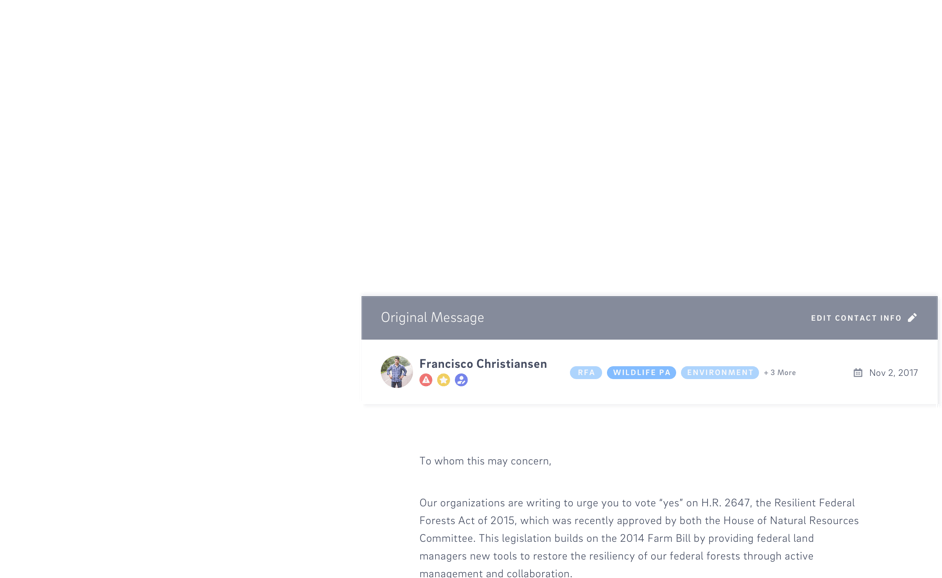 Original Message
EDIT CONTACT INFO
Francisco Christiansen
RFA
WILDLIFE PA
ENVIRONMENT
+ 3 More
Nov 2, 2017
To whom this may concern,
Our organizations are writing to urge you to vote “yes” on H.R. 2647, the Resilient Federal
Forests Act of 2015, which was recently approved by both the House of Natural Resources
Committee. This legislation builds on the 2014 Farm Bill by providing federal land
managers new tools to restore the resiliency of our federal forests through active
management and collaboration.